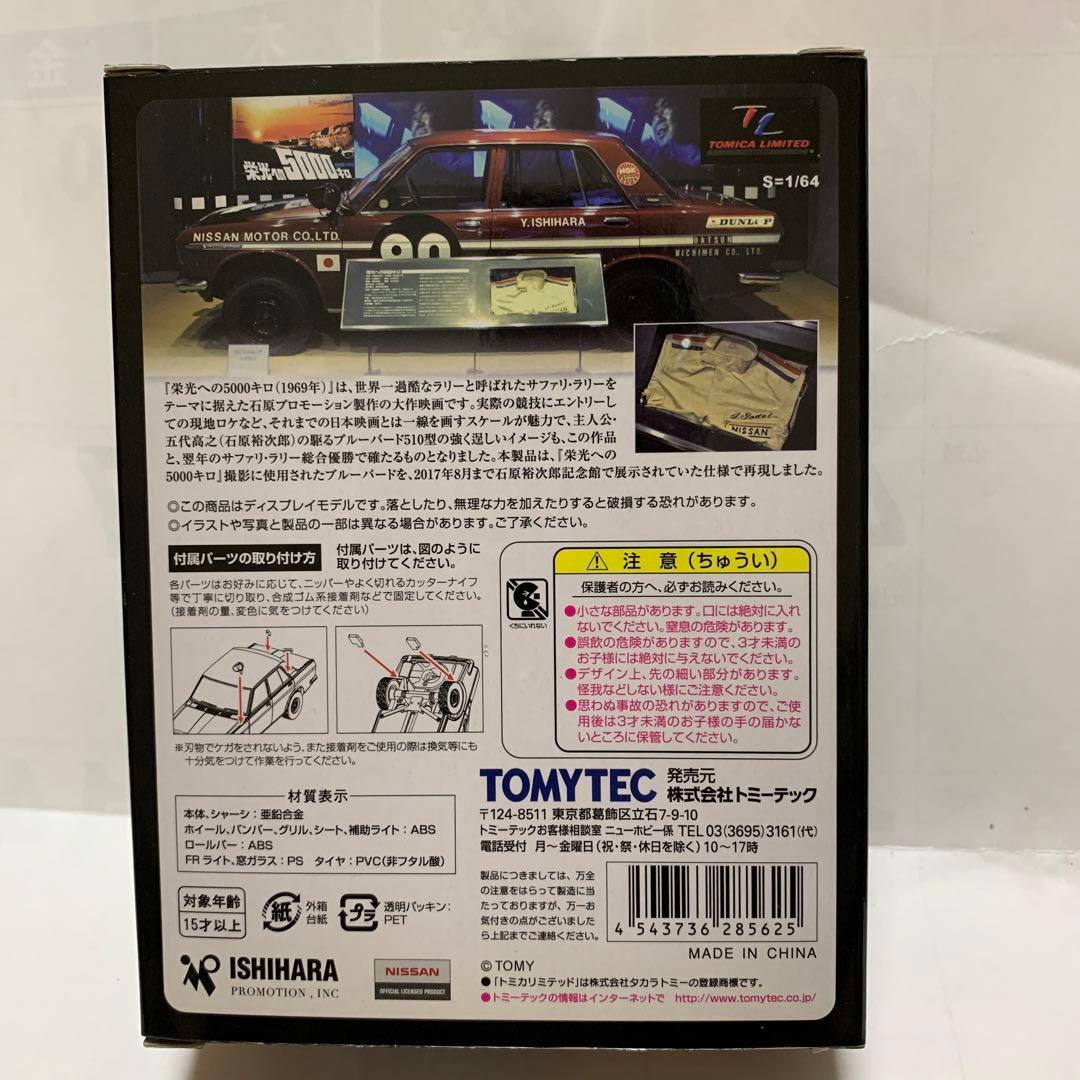 木
金
栄光への5000キロ
TL
TOMICA LIMITED
S=1/64
NGK
Y. ISHIHARA
DUNLOP
NISSAN MOTOR CO.,LTD.
DATSUN
NICHIMEN CO., LTD.
90
栄光への5000キロ
NISSAN
『栄光への5000キロ(1969年)』は、世界一過酷なラリーと呼ばれたサファリ・ラリーを
テーマに据えた石原プロモーション製作の大作映画です。実際の競技にエントリーし
ての現地ロケなど、それまでの日本映画とは一線を画すスケールが魅力で、主人公・
五代高之(石原裕次郎)の駆るブルーバード510型の強く逞しいイメージも、この作品
と、翌年のサファリ・ラリー総合優勝で確たるものとなりました。本製品は、『栄光への
5000キロ』撮影に使用されたブルーバードを、2017年8月まで石原裕次郎記念館で展示されていた仕様で再現しました。
◎この商品はディスプレイモデルです。落としたり、無理な力を加えたりすると破損する恐れがあります。
◎イラストや写真と製品の一部は異なる場合があります。ご了承ください。
付属パーツの取り付け方
付属パーツは、図のように
取り付けてください。
各パーツはお好みに応じて、ニッパーやよく切れるカッターナイフ
等で丁寧に切り取り、合成ゴム系接着剤などで固定してください。
(接着剤の量、変色に気をつけてください)
※刃物でケガをされないよう、また接着剤をご使用の際は換気等にも
十分気をつけて作業を行ってください。
くちにいれない
⚠ 注 意(ちゅうい)
保護者の方へ、必ずお読みください。
●小さな部品があります。口には絶対に入れ
ないでください。窒息の危険があります。
●誤飲の危険がありますので、3才未満の
お子様には絶対に与えないでください。
●デザイン上、先の細い部分があります。
怪我などしない様にご注意ください。
●思わぬ事故の恐れがありますので、ご使
用後は3才未満のお子様の手の届かな
いところに保管してください。
材質表示
本体、シャーシ:亜鉛合金
ホイール、バンパー、グリル、シート、補助ライト:ABS
ロールバー:ABS
FRライト、窓ガラス:PS タイヤ:PVC(非フタル酸)
対象年齢
15才以上
紙
外箱
台紙
プラ
透明パッキン:
PET
TOMYTEC
発売元
株式会社トミーテック
〒124-8511 東京都葛飾区立石7-9-10
トミーテックお客様相談室 ニューホビー係 TEL 03(3695)3161(代)
電話受付 月~金曜日(祝・祭・休日を除く)10~17時
製品につきましては、万全
の注意をはらって製造に当
たっておりますが、万一お
気付きの点がございました
ら上記までご連絡ください。
4 543736 285625
MADE IN CHINA
ISHIHARA
PROMOTION , INC
NISSAN
OFFICIAL LICENSED PRODUCT
© TOMY
●「トミカリミテッド」は株式会社タカラトミーの登録商標です。
●トミーテックの情報はインターネットで http://www.tomytec.co.jp/